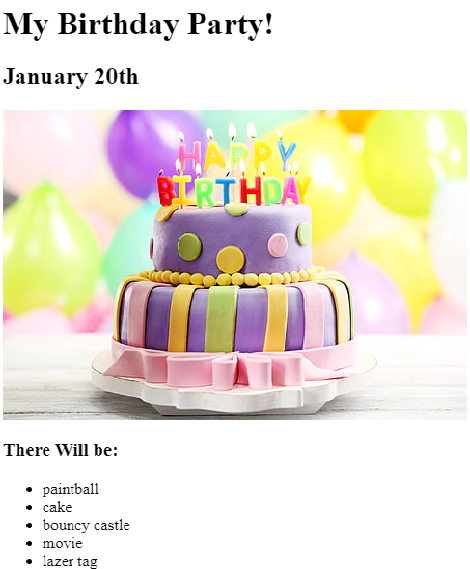 My Birthday Party!
January 20th
HAPPY
BIRTHDAY
There Will be:
paintball
cake
bouncy castle
movie
lazer tag